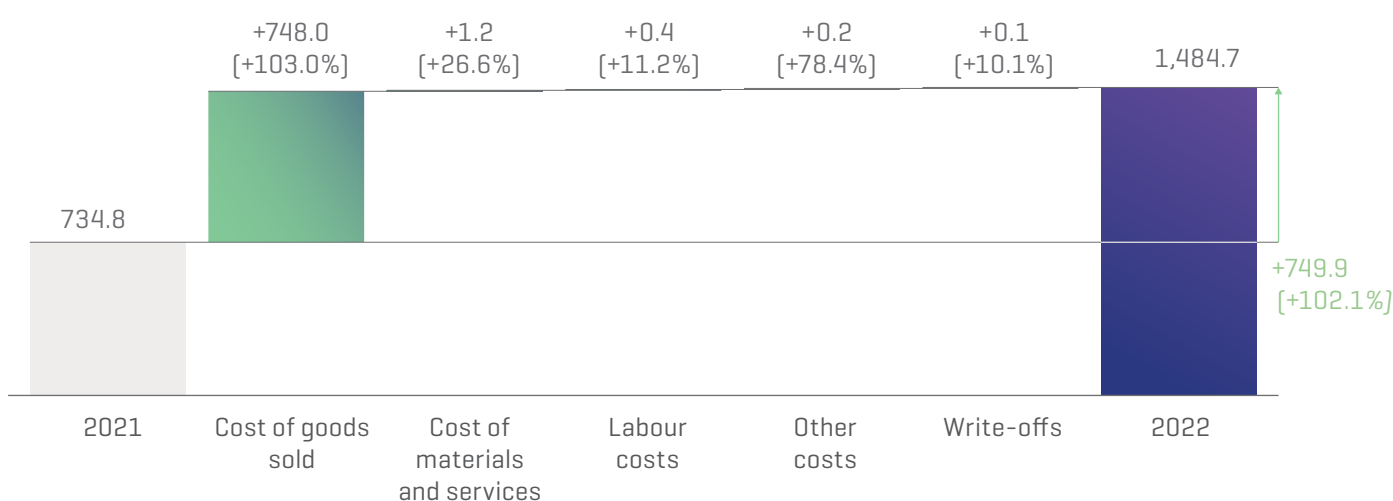 +748.0
(+103.0%)
+1.2
(+26.6%)
+0.4
(+11.2%)
+0.2
(+78.4%)
+0.1
(+10.1%)
1,484.7
734.8
+749.9
(+102.1%)
2021
Cost of goods
sold
Cost of
materials
and services
Labour
costs
Other
costs
Write-offs
2022